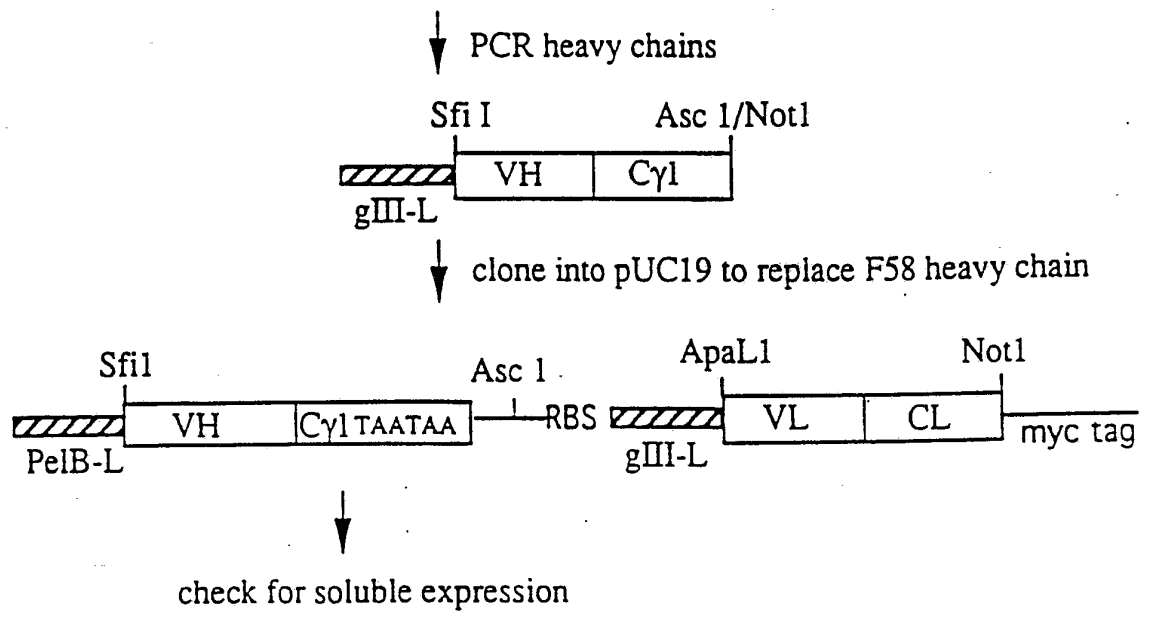 PCR heavy chains
Sfi I Asc 1/Not1
VH Cγ1
gIII-L
clone into pUC19 to replace F58 heavy chain
Sfi1 Asc 1 ApaL1 Not1
VH Cγ1 TAATAA RBS VL CL
PelB-L gIII-L myc tag
check for soluble expression